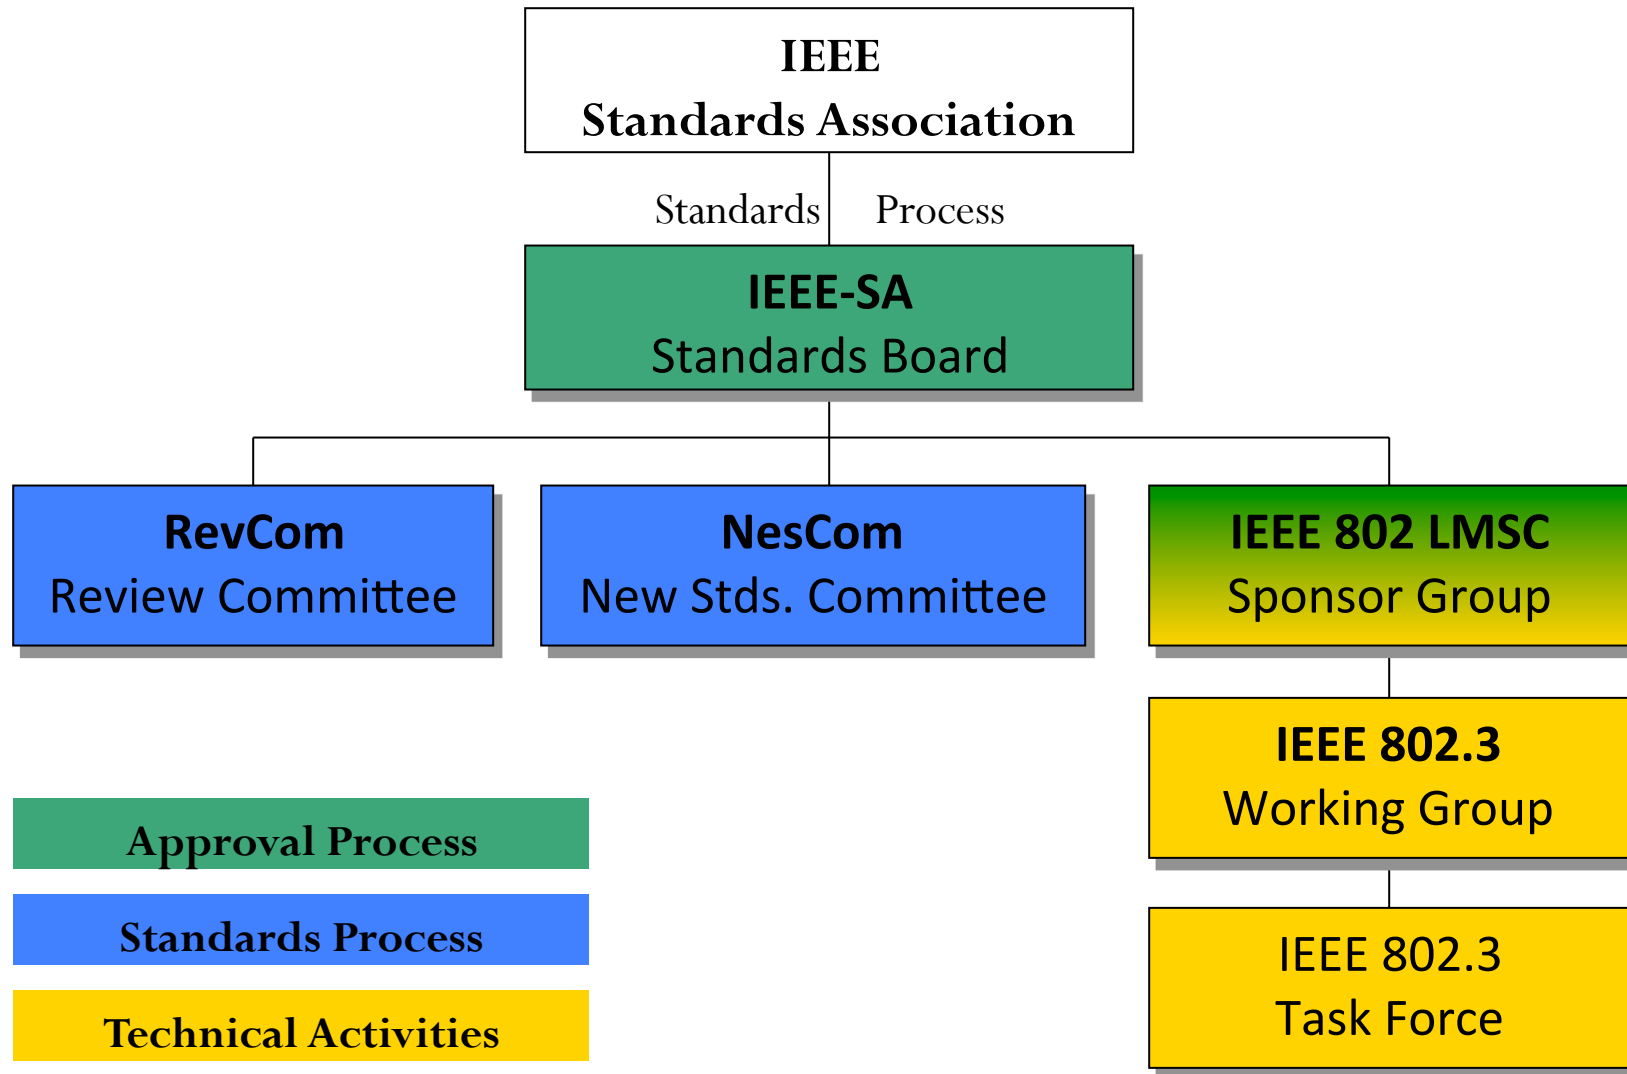 IEEE
Standards Association
Standards Process
IEEE-SA
Standards Board
RevCom
Review Committee
NesCom
New Stds. Committee
IEEE 802 LMSC
Sponsor Group
IEEE 802.3
Working Group
IEEE 802.3
Task Force
Approval Process
Standards Process
Technical Activities